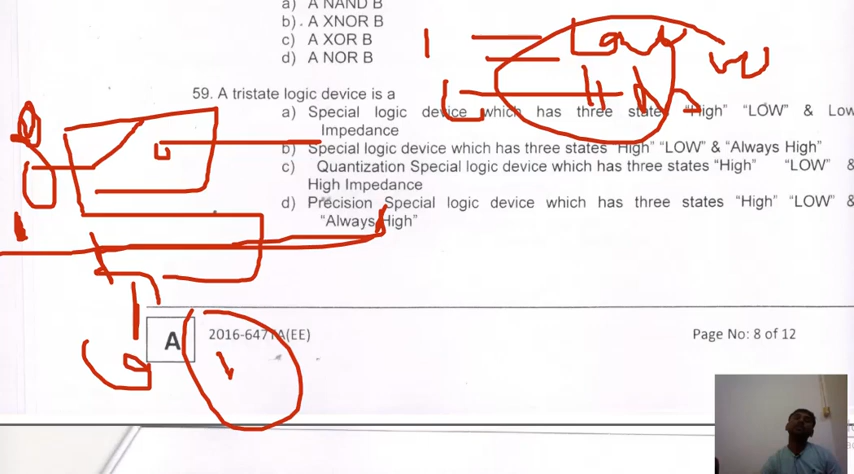 a) A NAND B
b). A XNOR B
c) A XOR B
d) A NOR B
59. A tristate logic device is a
a) Special logic device which has three states "High" "LOW" & Low
Impedance
b) Special logic device which has three states "High" "LOW" & "Always High"
c) Quantization Special logic device which has three states "High" "LOW" &
High Impedance
d) Precision Special logic device which has three states "High" "LOW" &
"Always High"
A
2016-647 A(EE)
Page No: 8 of 12